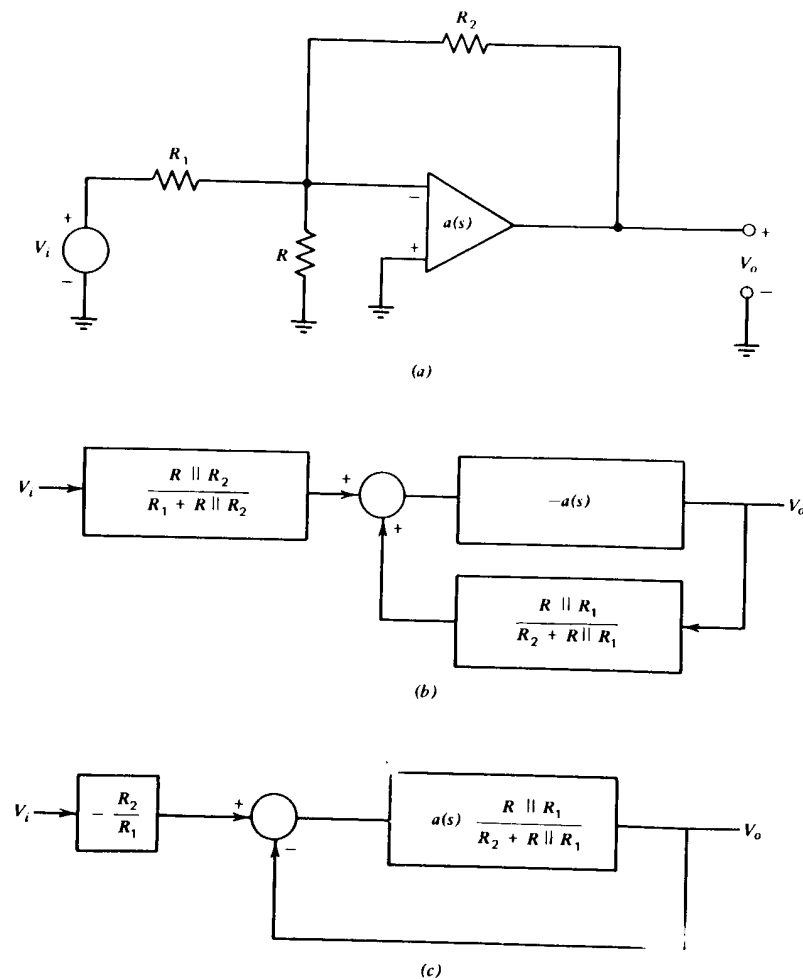 R₂
R₁
+
Vᵢ
−
R
−
a(s)
+
+
Vₒ
−
(a)
Vᵢ
R ∥ R₂
R₁ + R ∥ R₂
+
+
−a(s)
Vₒ
R ∥ R₁
R₂ + R ∥ R₁
(b)
Vᵢ
− R₂
R₁
+
−
a(s) R ∥ R₁
R₂ + R ∥ R₁
Vₒ
(c)